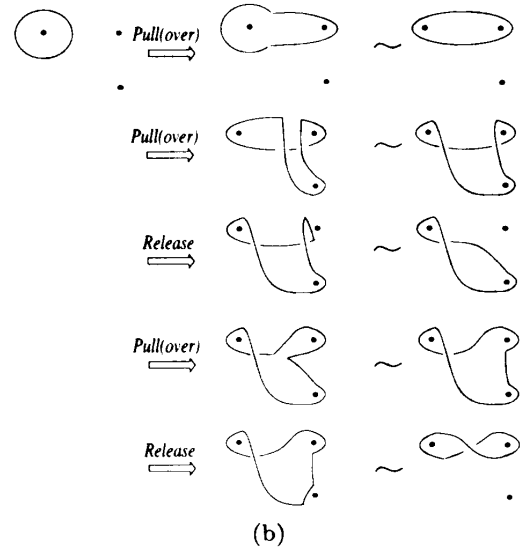 Pull(over) ~
Pull(over) ~
Release ~
Pull(over) ~
Release ~
(b)